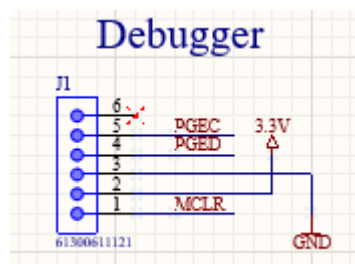 Debugger
J1
6
5 PGEC 3.3V
4 PGED
3
2
1 MCLR
61300611121 GND